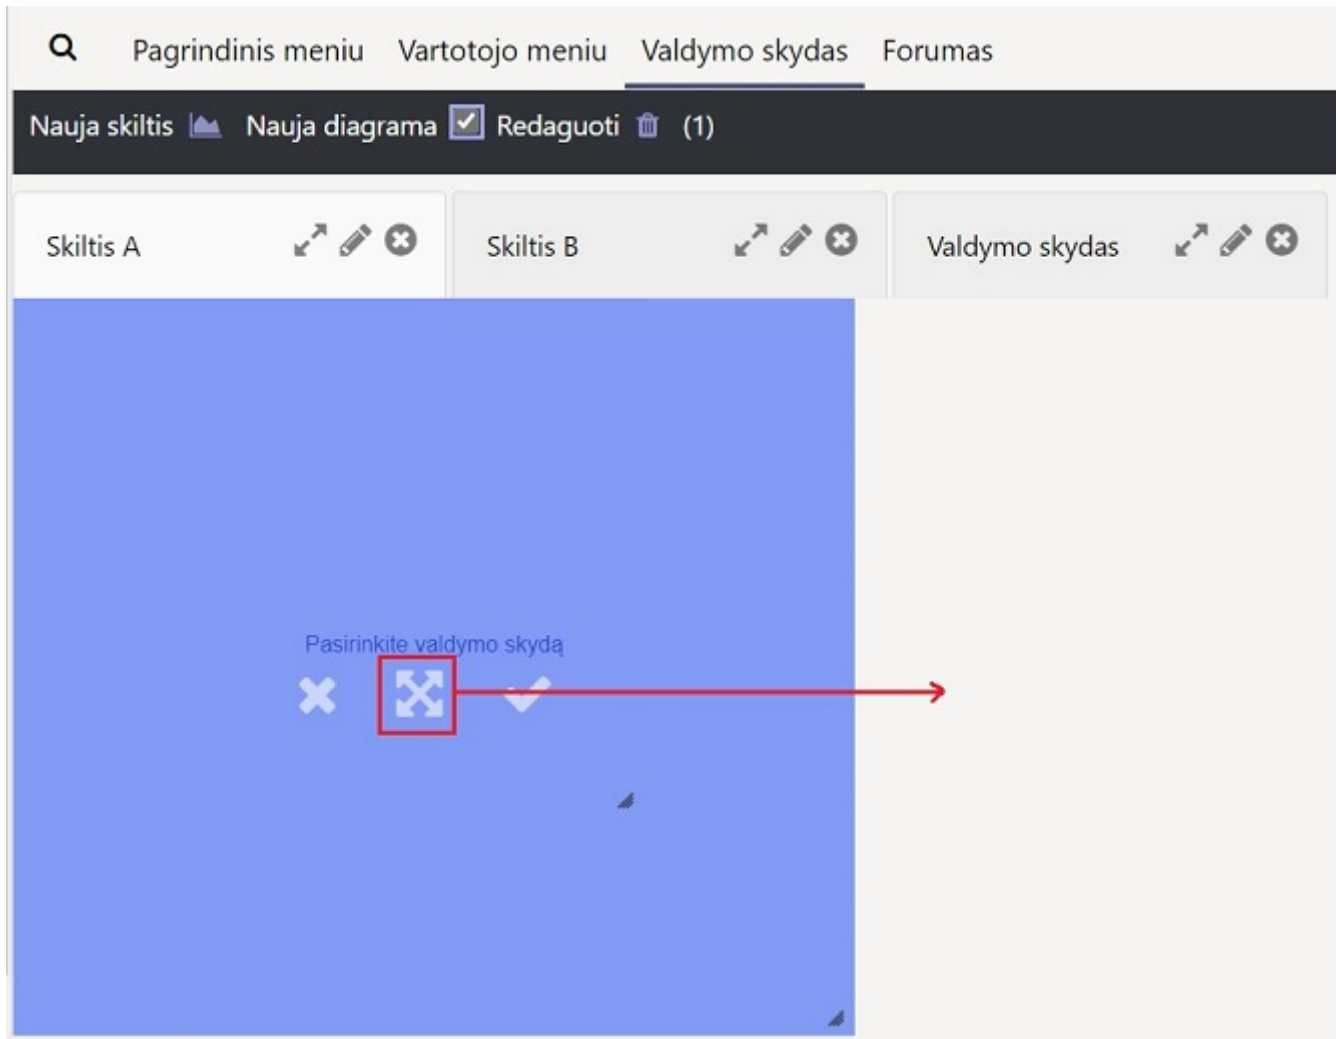 Pagrindinis meniu Vartotojo meniu Valdymo skydas Forumas
Nauja skiltis Nauja diagrama Redaguoti (1)
Skiltis A Skiltis B Valdymo skydas
Pasirinkite valdymo skydą